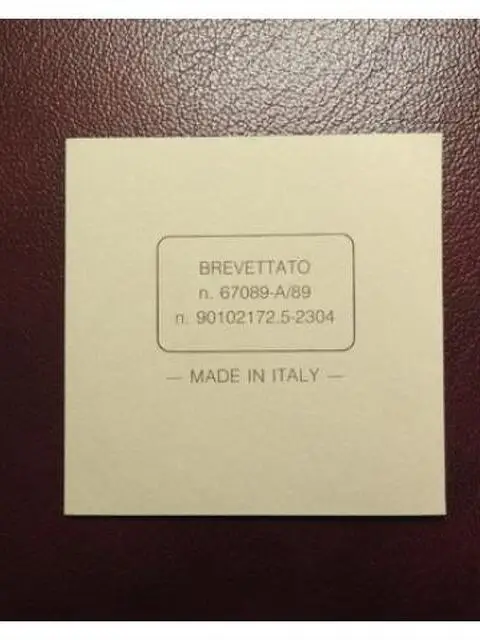 BREVETTATO
n. 67089-A/89
n. 90102172.5-2304
— MADE IN ITALY —